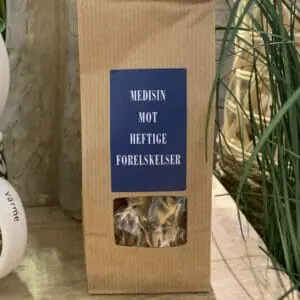 MEDISIN
MOT
HEFTIGE
FORELSKELSER
varme